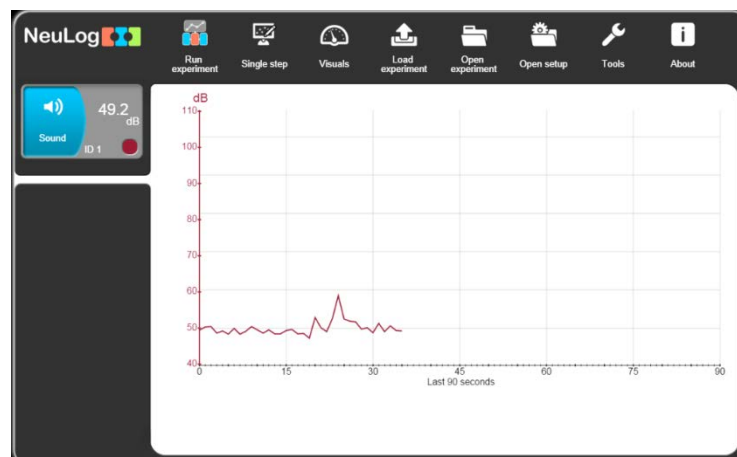 NeuLog
Run experiment
Single step
Visuals
Load experiment
Open experiment
Open setup
Tools
About
49.2 dB
Sound
ID 1
dB
110
100
90
80
70
60
50
40
0 15 30 45 60 75 90
Last 90 seconds